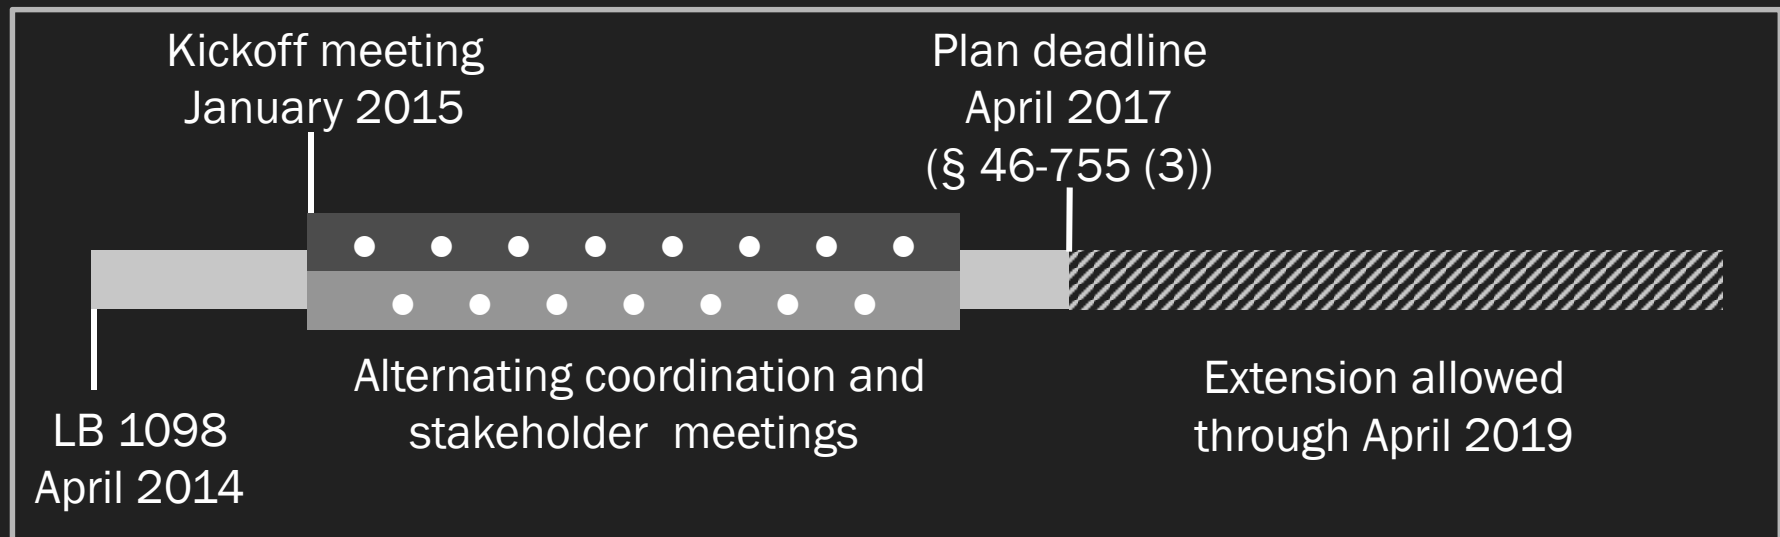 Kickoff meeting
January 2015
Plan deadline
April 2017
(§ 46-755 (3))
Alternating coordination and
stakeholder  meetings
Extension allowed
through April 2019
LB 1098
April 2014